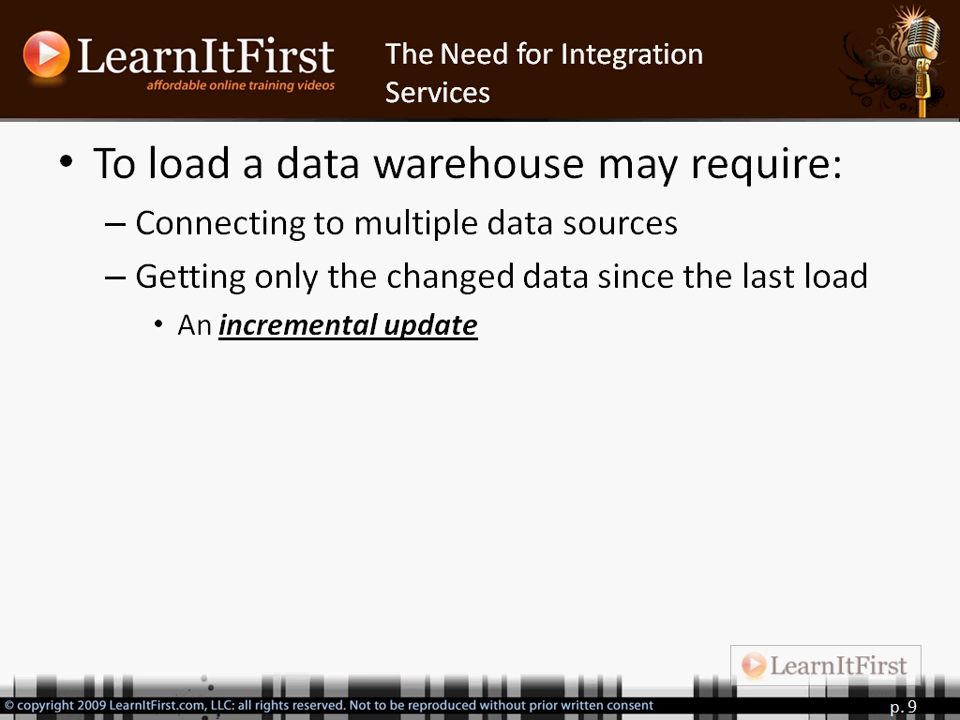 LearnItFirst
affordable online training videos
The Need for Integration
Services
• To load a data warehouse may require:
– Connecting to multiple data sources
– Getting only the changed data since the last load
• An incremental update
LearnItFirst
© copyright 2009 LearnItFirst.com, LLC: all rights reserved. Not to be reproduced without prior written consent
p. 9